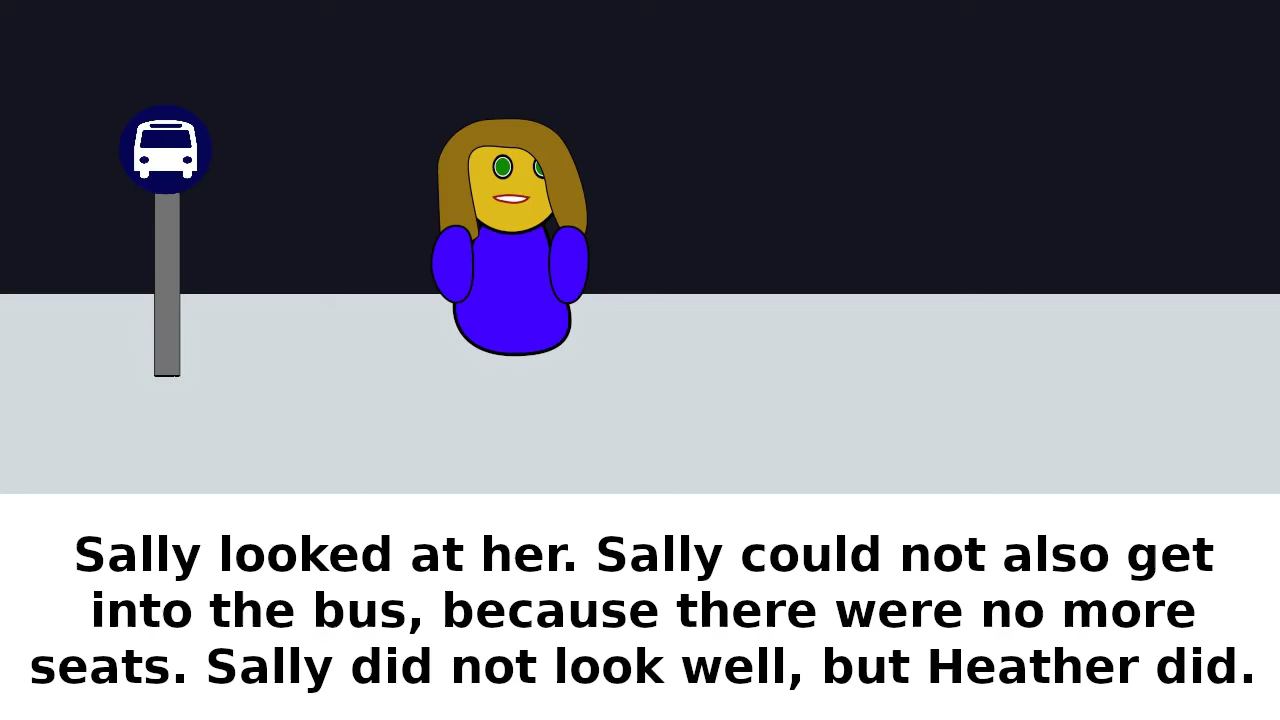 Sally looked at her. Sally could not also get
into the bus, because there were no more
seats. Sally did not look well, but Heather did.